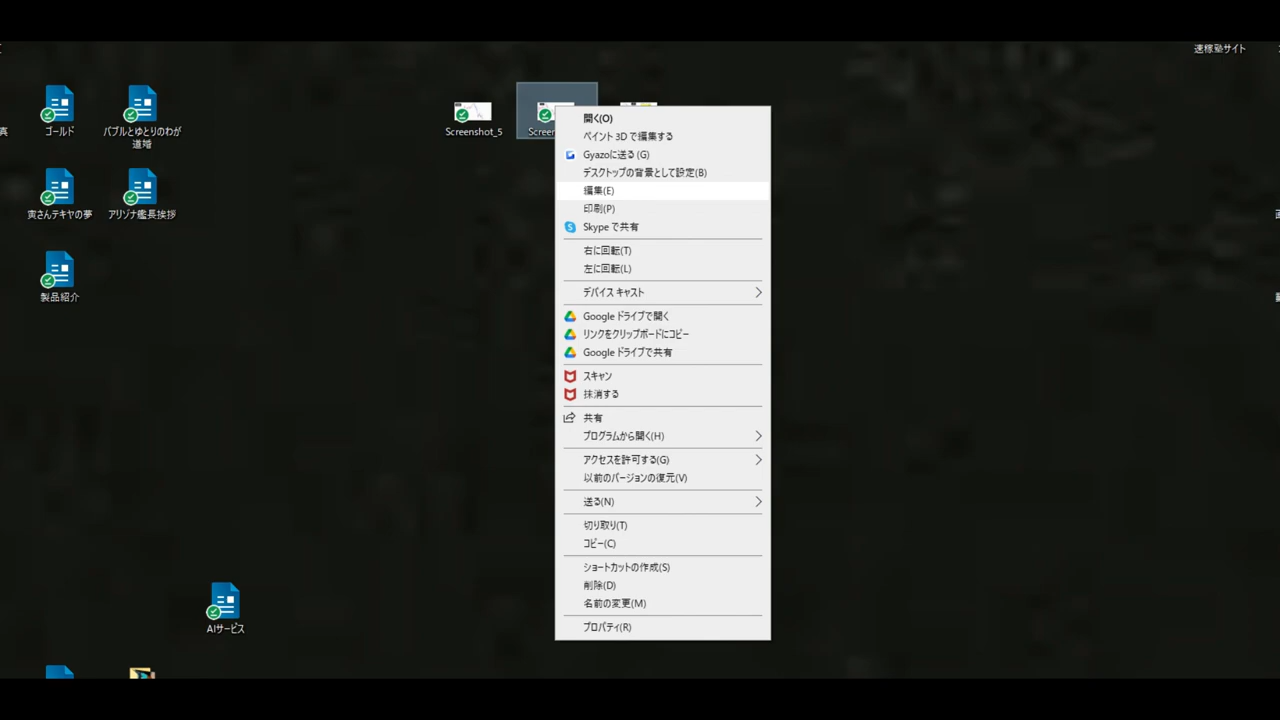 速稼塾サイト
真
ゴールド
バブルとゆとりのわが
道場
Screenshot_5
Screen
寅さんテキヤの夢
アリゾナ艦長挨拶
製品紹介
AIサービス
開く(O)
ペイント 3D で編集する
Gyazoに送る (G)
デスクトップの背景として設定(B)
編集(E)
印刷(P)
Skype で共有
右に回転(T)
左に回転(L)
デバイス キャスト
Google ドライブで開く
リンクをクリップボードにコピー
Google ドライブで共有
スキャン
抹消する
共有
プログラムから開く(H)
アクセスを許可する(G)
以前のバージョンの復元(V)
送る(N)
切り取り(T)
コピー(C)
ショートカットの作成(S)
削除(D)
名前の変更(M)
プロパティ(R)